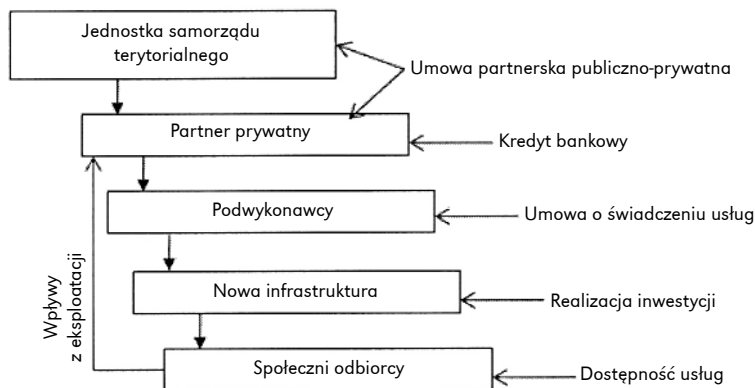 Jednostka samorządu
terytorialnego
Umowa partnerska publiczno-prywatna
Partner prywatny
Kredyt bankowy
Podwykonawcy
Umowa o świadczeniu usług
Nowa infrastruktura
Realizacja inwestycji
Wpływy
z eksploatacji
Społeczni odbiorcy
Dostępność usług